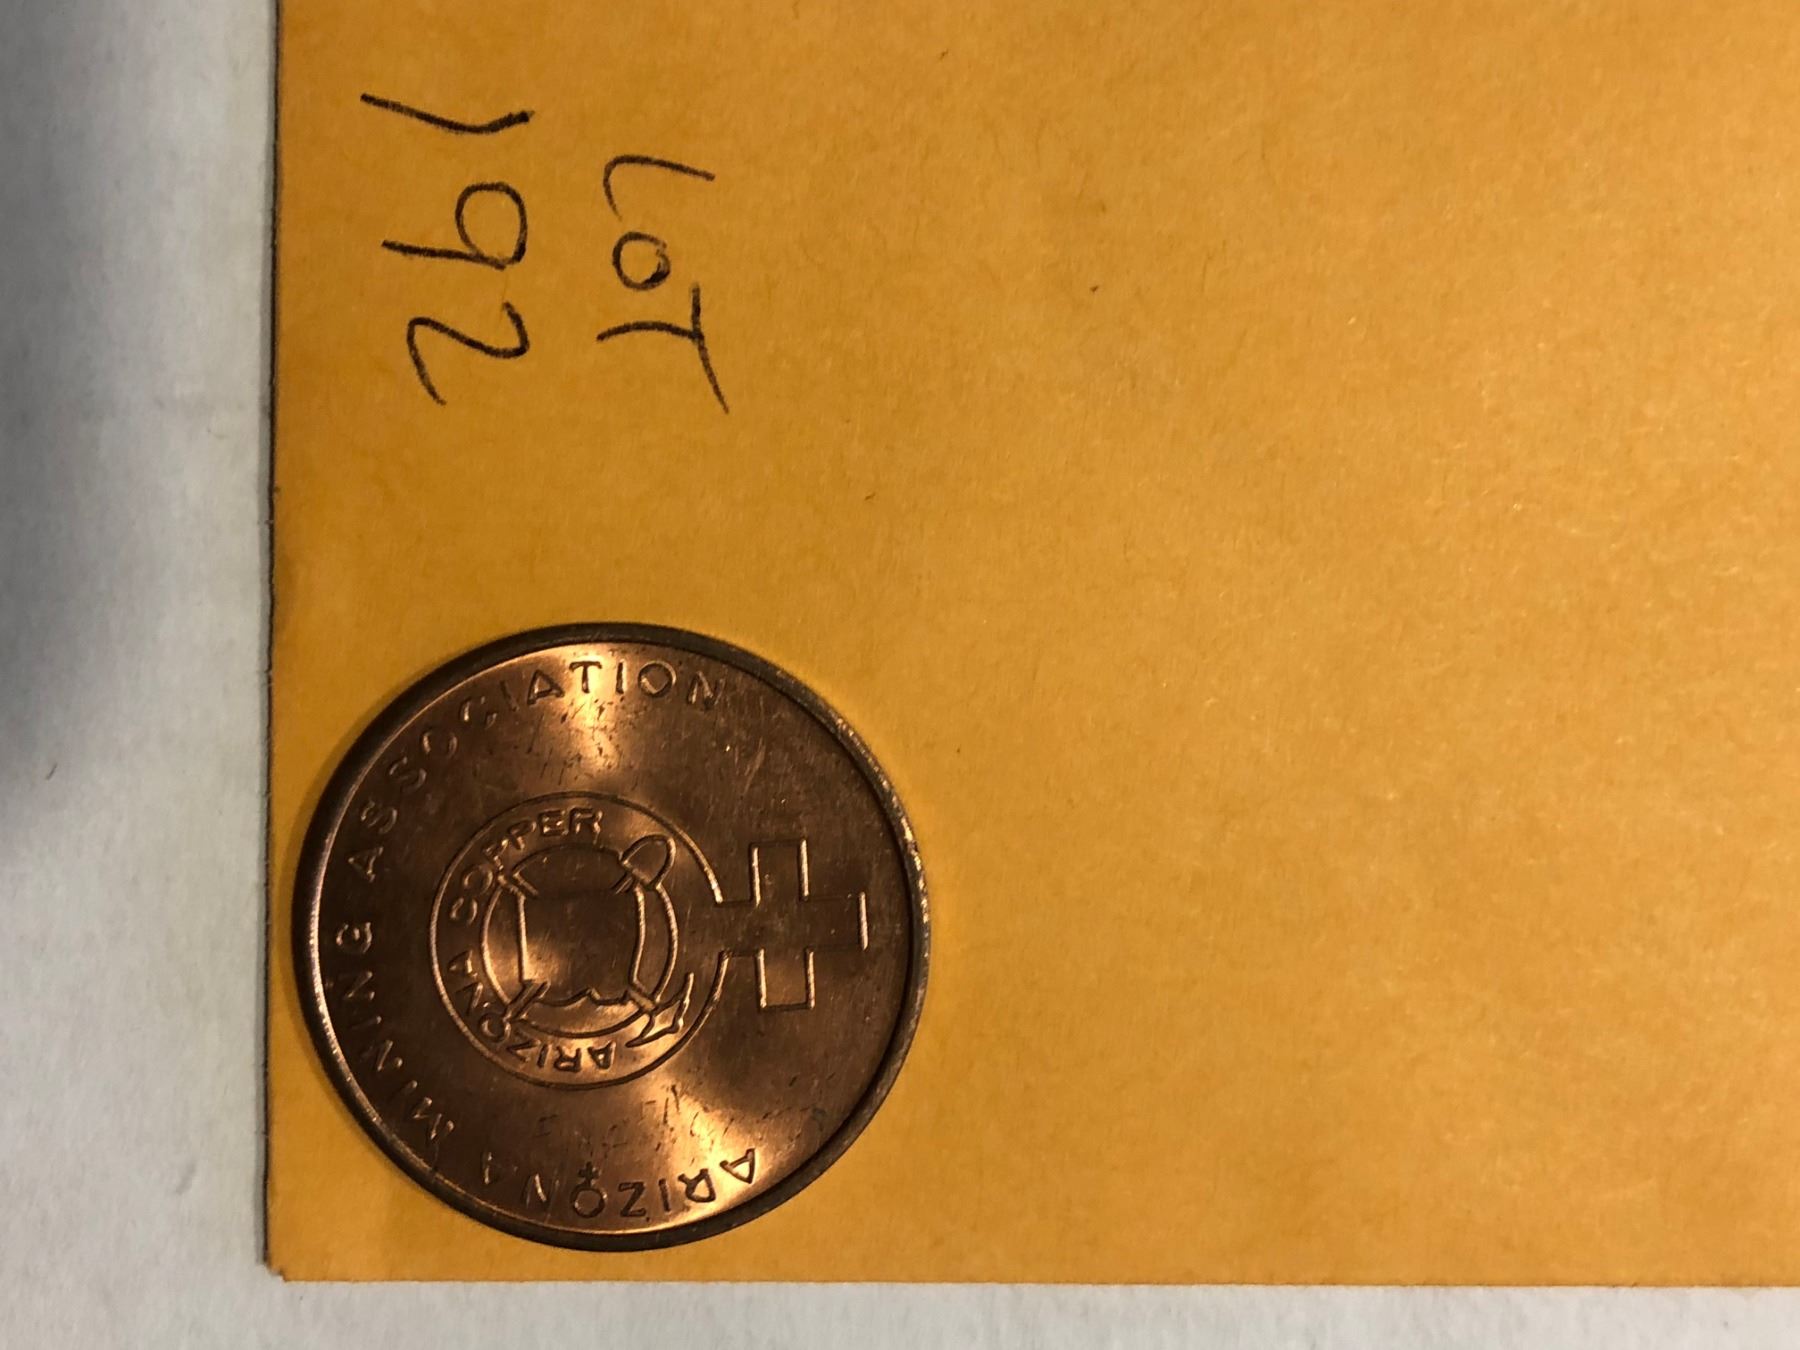 LOT
192
ARIZONA MINING ASSOCIATION
ARIZONA COPPER